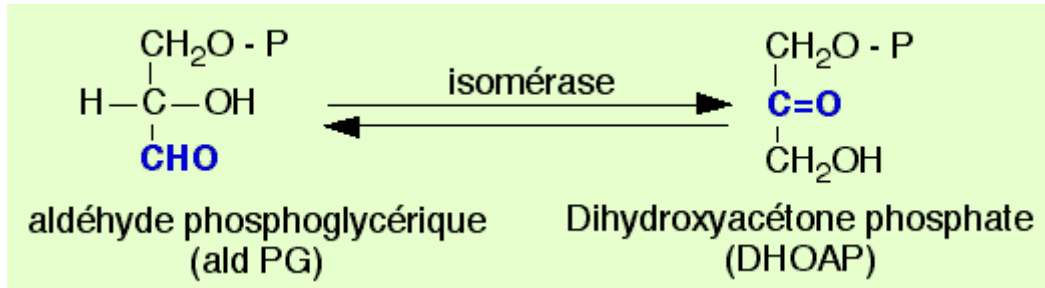 CH₂O - P
H—C—OH
CHO
aldéhyde phosphoglycérique
(ald PG)
isomérase
CH₂O - P
C=O
CH₂OH
Dihydroxyacétone phosphate
(DHOAP)